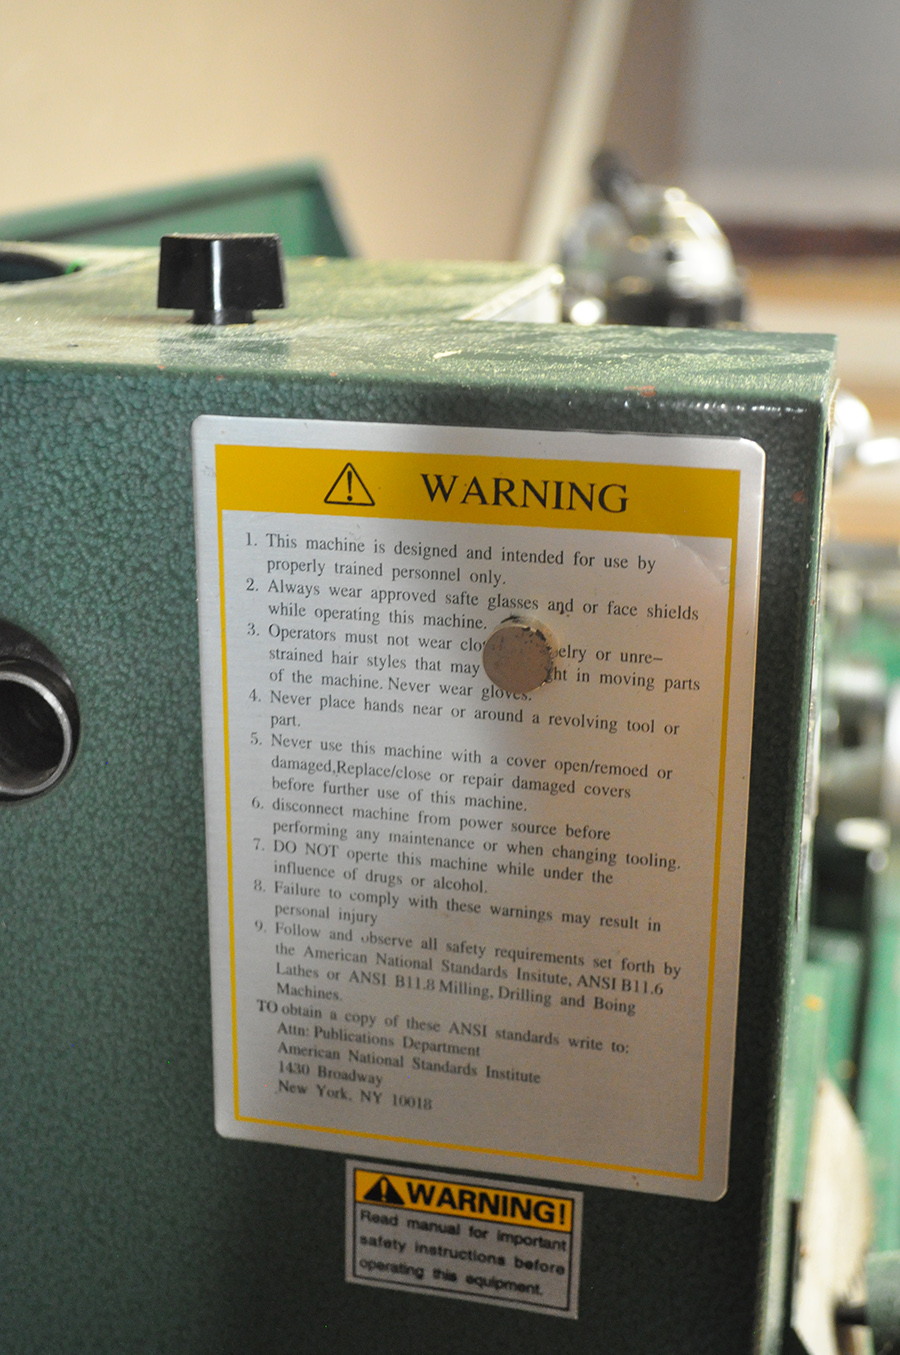 WARNING
1. This machine is designed and intended for use by
properly trained personnel only.
2. Always wear approved safte glasses and or face shields
while operating this machine.
3. Operators must not wear elry or unre-
strained hair styles that may ght in moving parts
of the machine. Never wear gloves.
4. Never place hands near or around a revolving tool or
part.
5. Never use this machine with a cover open/remoed or
damaged,Replace/close or repair damaged covers
before further use of this machine.
6. disconnect machine from power source before
performing any maintenance or when changing tooling.
7. DO NOT operte this machine while under the
influence of drugs or alcohol.
8. Failure to comply with these warnings may result in
personal injury
9. Follow and observe all safety requirements set forth by
the American National Standards Insitute, ANSI B11.6
Lathes or ANSI B11.8 Milling, Drilling and Boing
Machines.
TO obtain a copy of these ANSI standards write to:
Attn: Publications Department
American National Standards Institute
1430 Broadway
New York, NY 10018
WARNING!
Read manual for important
safety instructions before
operating this equipment.